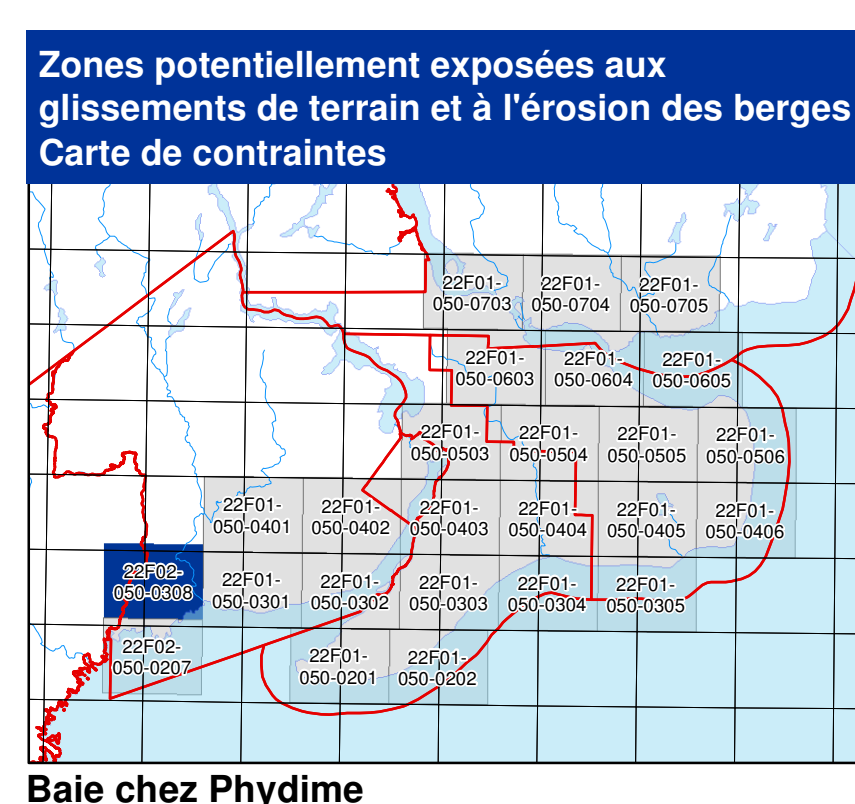 Zones potentiellement exposées aux
glissements de terrain et à l'érosion des berges
Carte de contraintes
22F01-
050-0703
22F01-
050-0704
22F01-
050-0705
22F01-
050-0603
22F01-
050-0604
22F01-
050-0605
22F01-
050-0503
22F01-
050-0504
22F01-
050-0505
22F01-
050-0506
22F01-
050-0401
22F01-
050-0402
22F01-
050-0403
22F01-
050-0404
22F01-
050-0405
22F01-
050-0406
22F02-
050-0308
22F01-
050-0301
22F01-
050-0302
22F01-
050-0303
22F01-
050-0304
22F01-
050-0305
22F02-
050-0207
22F01-
050-0201
22F01-
050-0202
Baie chez Phydime